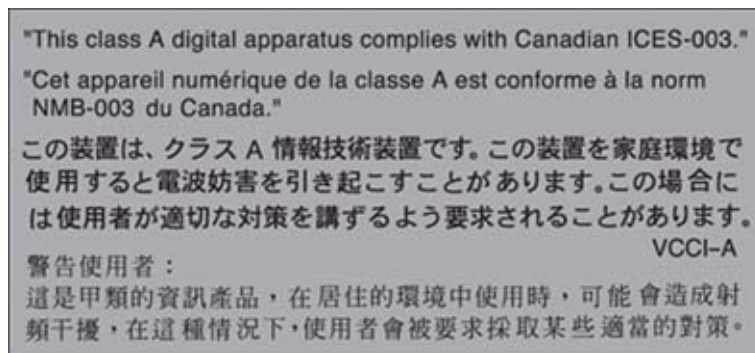 "This class A digital apparatus complies with Canadian ICES-003."
"Cet appareil numérique de la classe A est conforme à la norm
NMB-003 du Canada."
この装置は、クラス A 情報技術装置です。この装置を家庭環境で
使用すると電波妨害を引き起こすことがあります。この場合に
は使用者が適切な対策を講ずるよう要求されることがあります。
VCCI-A
警告使用者：
這是甲類的資訊產品，在居住的環境中使用時，可能會造成射
頻干擾，在這種情況下，使用者會被要求採取某些適當的對策。